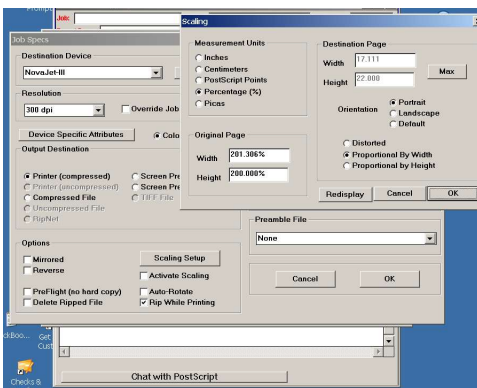 Job:
Scaling
Job Specs
Destination Device
NovaJet-III
Resolution
300 dpi
Override Job
Device Specific Attributes
Colo
Output Destination
Printer (compressed)
Screen Pre
Printer (uncompressed)
Screen Pre
Compressed File
TIFF File
Uncompressed File
RipNet
Options
Mirrored
Reverse
Scaling Setup
Activate Scaling
PreFlight (no hard copy)
Auto-Rotate
Delete Ripped File
Rip While Printing
Measurement Units
Inches
Centimeters
PostScript Points
Percentage (%)
Picas
Original Page
Width
201.306%
Height
200.000%
Destination Page
Width
17.111
Height
22.000
Max
Orientation
Portrait
Landscape
Default
Distorted
Proportional By Width
Proportional by Height
Redisplay
Cancel
OK
Preamble File
None
Cancel
OK
ckBoo...
Get
Cust
Chat with PostScript
Checks &